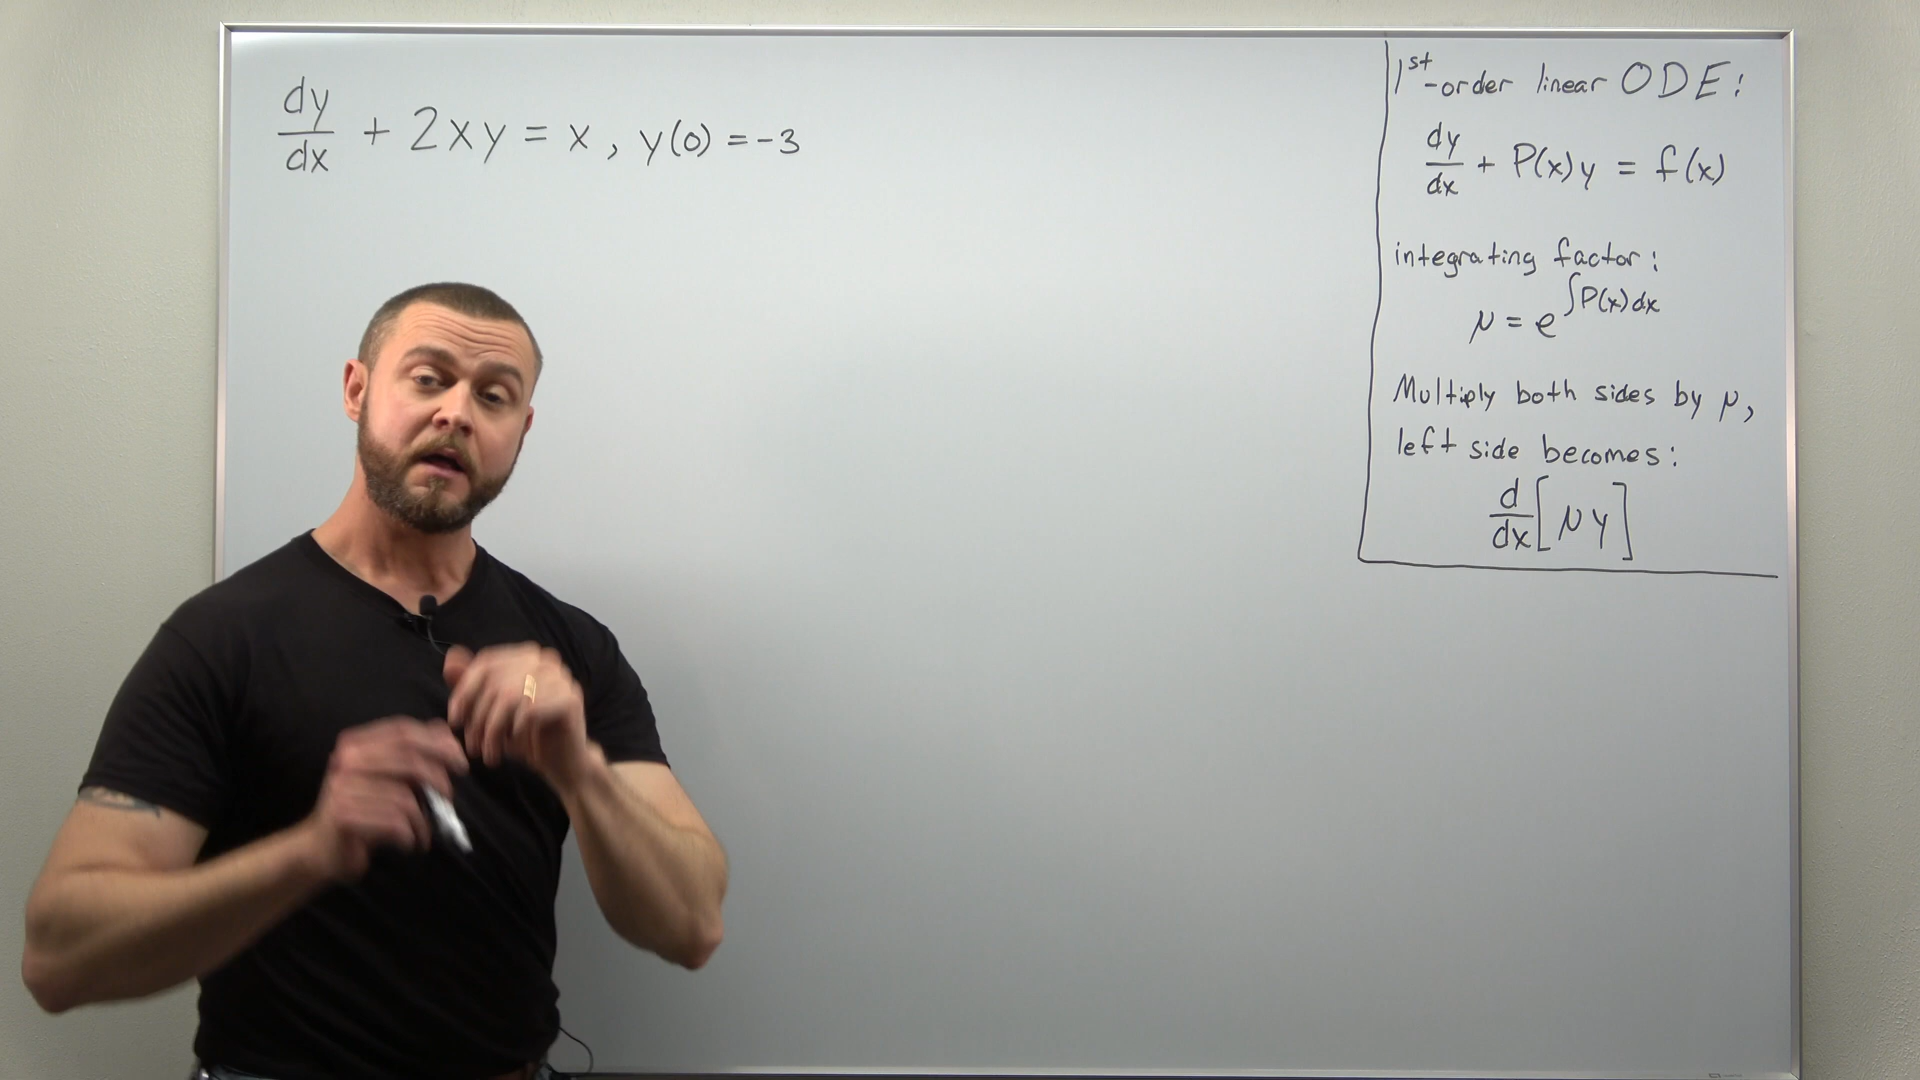 dy/dx + 2xy = x, y(0) = -3
1st-order linear ODE:
dy/dx + P(x)y = f(x)
integrating factor:
μ = e^∫P(x)dx
Multiply both sides by μ,
left side becomes:
d/dx[μy]